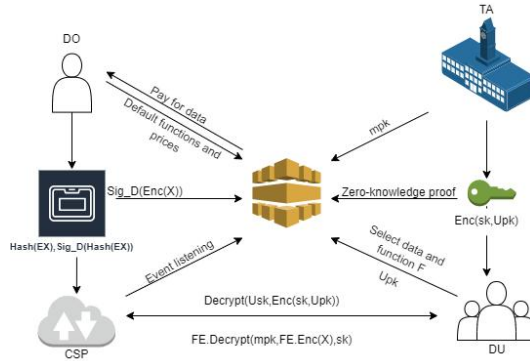 DO
TA
Pay for data
Default functions and
prices
mpk
Sig_D(Enc(X))
Zero-knowledge proof
Enc(sk,Upk)
Hash(EX),Sig_D(Hash(EX))
Event listening
Select data and
function F
Upk
Decrypt(Usk,Enc(sk,Upk))
FE.Decrypt(mpk,FE.Enc(X),sk)
CSP
DU